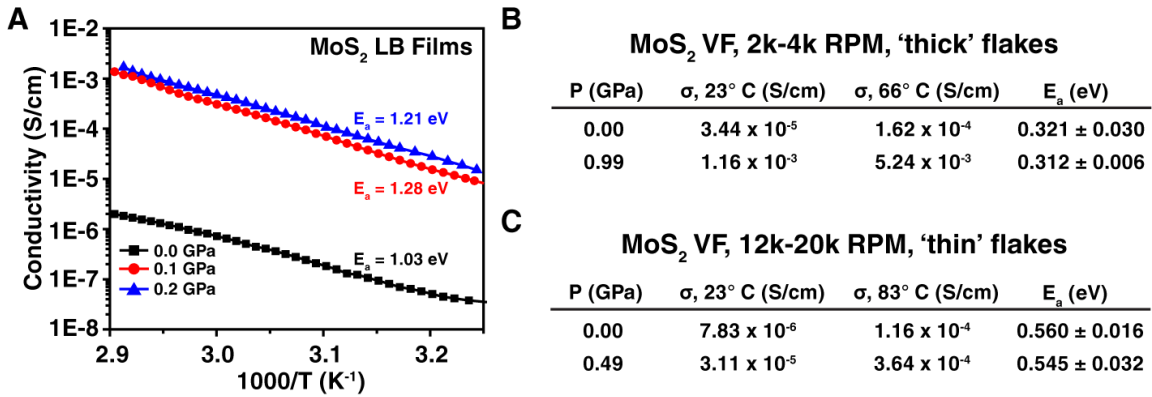 A
MoS₂ LB Films
1E-2
1E-3
1E-4
1E-5
1E-6
1E-7
1E-8
Conductivity (S/cm)
Eₐ = 1.21 eV
Eₐ = 1.28 eV
Eₐ = 1.03 eV
0.0 GPa
0.1 GPa
0.2 GPa
2.9 3.0 3.1 3.2
1000/T (K⁻¹)
B
MoS₂ VF, 2k-4k RPM, ‘thick’ flakes
P (GPa) σ, 23° C (S/cm) σ, 66° C (S/cm) Eₐ (eV)
0.00 3.44 x 10⁻⁵ 1.62 x 10⁻⁴ 0.321 ± 0.030
0.99 1.16 x 10⁻³ 5.24 x 10⁻³ 0.312 ± 0.006
C
MoS₂ VF, 12k-20k RPM, ‘thin’ flakes
P (GPa) σ, 23° C (S/cm) σ, 83° C (S/cm) Eₐ (eV)
0.00 7.83 x 10⁻⁶ 1.16 x 10⁻⁴ 0.560 ± 0.016
0.49 3.11 x 10⁻⁵ 3.64 x 10⁻⁴ 0.545 ± 0.032